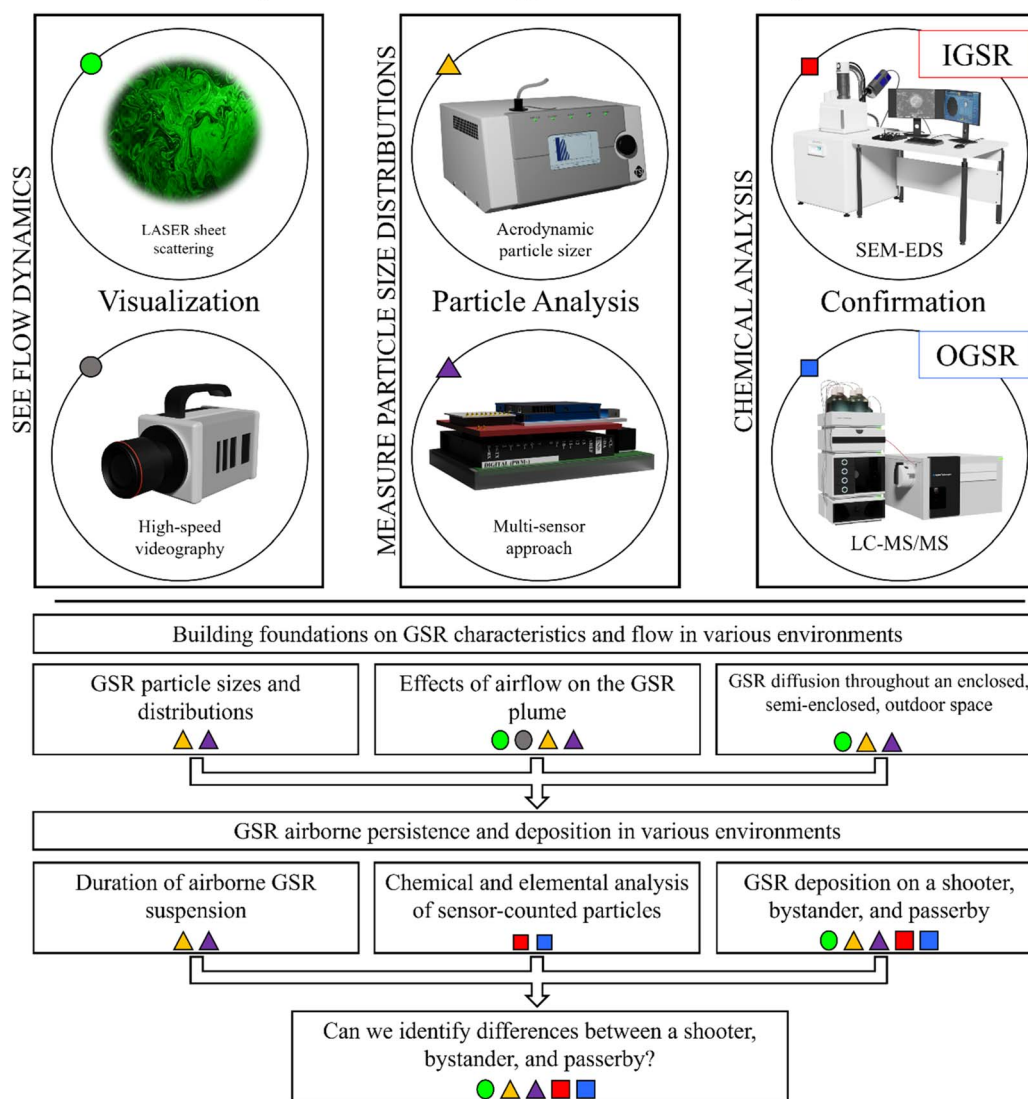 SEE FLOW DYNAMICS
LASER sheet
scattering
Visualization
High-speed
videography
MEASURE PARTICLE SIZE DISTRIBUTIONS
Aerodynamic
particle sizer
Particle Analysis
DIGITAL (PWM~)
Multi-sensor
approach
CHEMICAL ANALYSIS
IGSR
SEM-EDS
Confirmation
OGSR
LC-MS/MS
Building foundations on GSR characteristics and flow in various environments
GSR particle sizes and
distributions
Effects of airflow on the GSR
plume
GSR diffusion throughout an enclosed,
semi-enclosed, outdoor space
GSR airborne persistence and deposition in various environments
Duration of airborne GSR
suspension
Chemical and elemental analysis
of sensor-counted particles
GSR deposition on a shooter,
bystander, and passerby
Can we identify differences between a shooter,
bystander, and passerby?